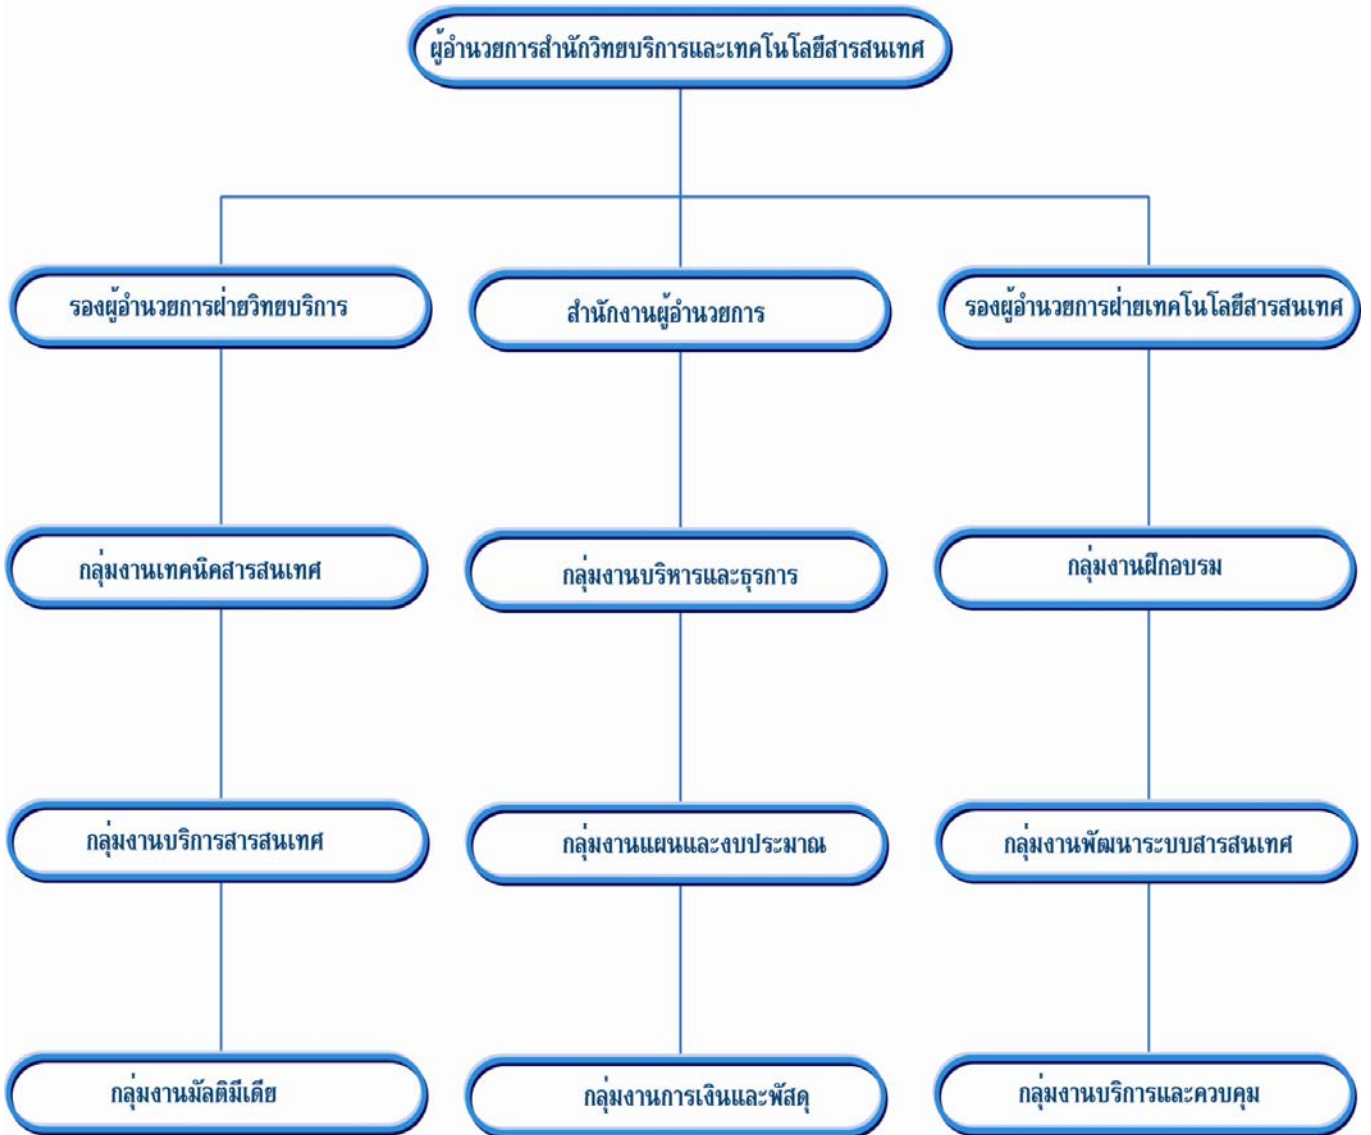 ผู้อำนวยการสำนักวิทยบริการและเทคโนโลยีสารสนเทศ
รองผู้อำนวยการฝ่ายวิทยบริการ
สำนักงานผู้อำนวยการ
รองผู้อำนวยการฝ่ายเทคโนโลยีสารสนเทศ
กลุ่มงานเทคนิคสารสนเทศ
กลุ่มงานบริหารและธุรการ
กลุ่มงานฝึกอบรม
กลุ่มงานบริการสารสนเทศ
กลุ่มงานแผนและงบประมาณ
กลุ่มงานพัฒนาระบบสารสนเทศ
กลุ่มงานมัลติมีเดีย
กลุ่มงานการเงินและพัสดุ
กลุ่มงานบริการและควบคุม